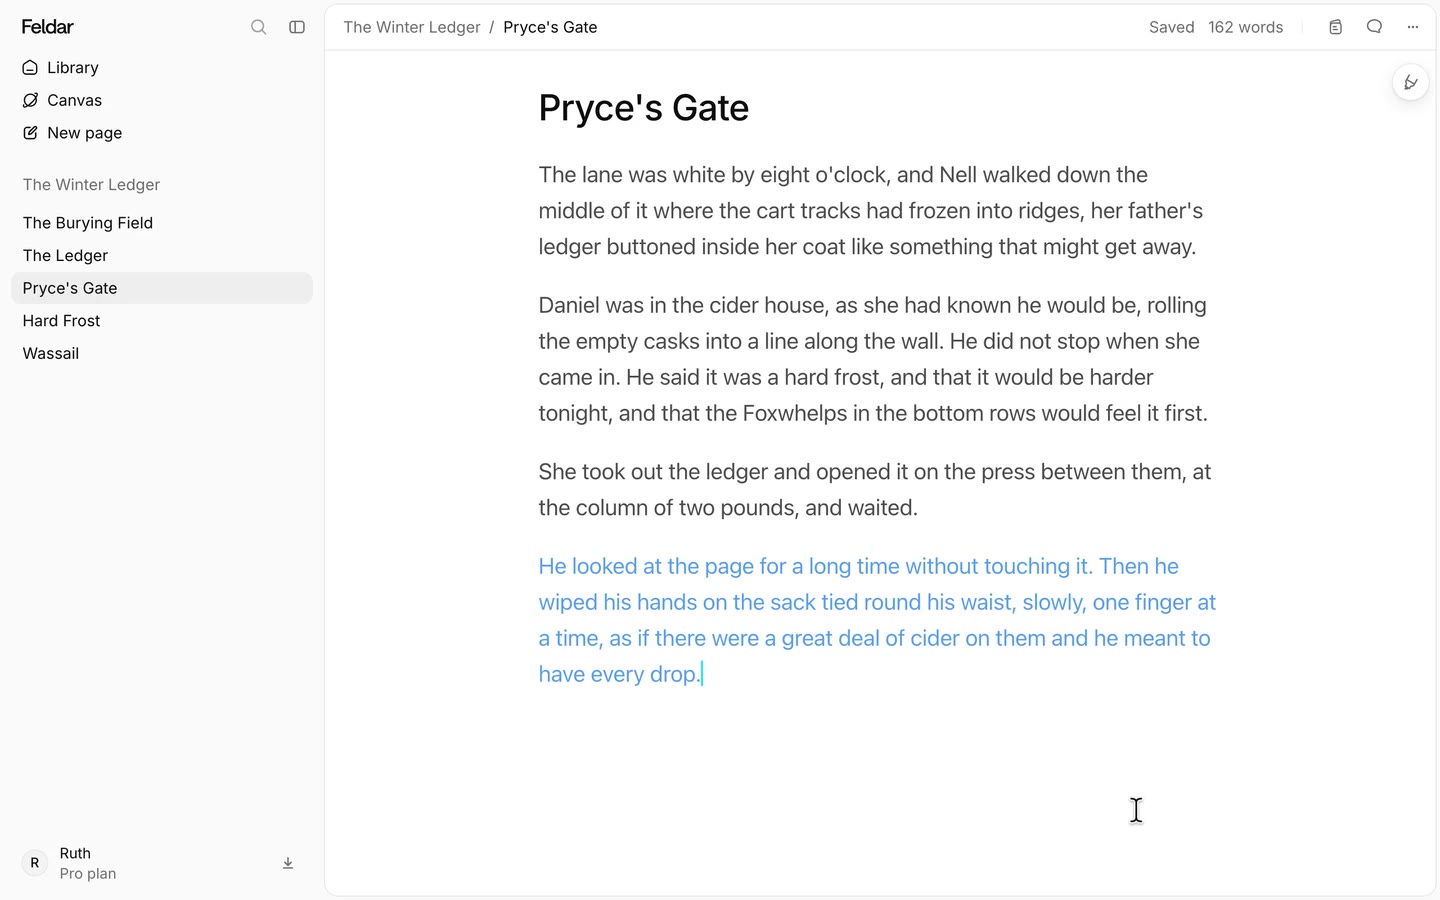 Feldar
Library
Canvas
New page
The Winter Ledger
The Burying Field
The Ledger
Pryce's Gate
Hard Frost
Wassail
R
Ruth
Pro plan
The Winter Ledger / Pryce's Gate
Saved 162 words
Pryce's Gate
The lane was white by eight o'clock, and Nell walked down the
middle of it where the cart tracks had frozen into ridges, her father's
ledger buttoned inside her coat like something that might get away.
Daniel was in the cider house, as she had known he would be, rolling
the empty casks into a line along the wall. He did not stop when she
came in. He said it was a hard frost, and that it would be harder
tonight, and that the Foxwhelps in the bottom rows would feel it first.
She took out the ledger and opened it on the press between them, at
the column of two pounds, and waited.
He looked at the page for a long time without touching it. Then he
wiped his hands on the sack tied round his waist, slowly, one finger at
a time, as if there were a great deal of cider on them and he meant to
have every drop.